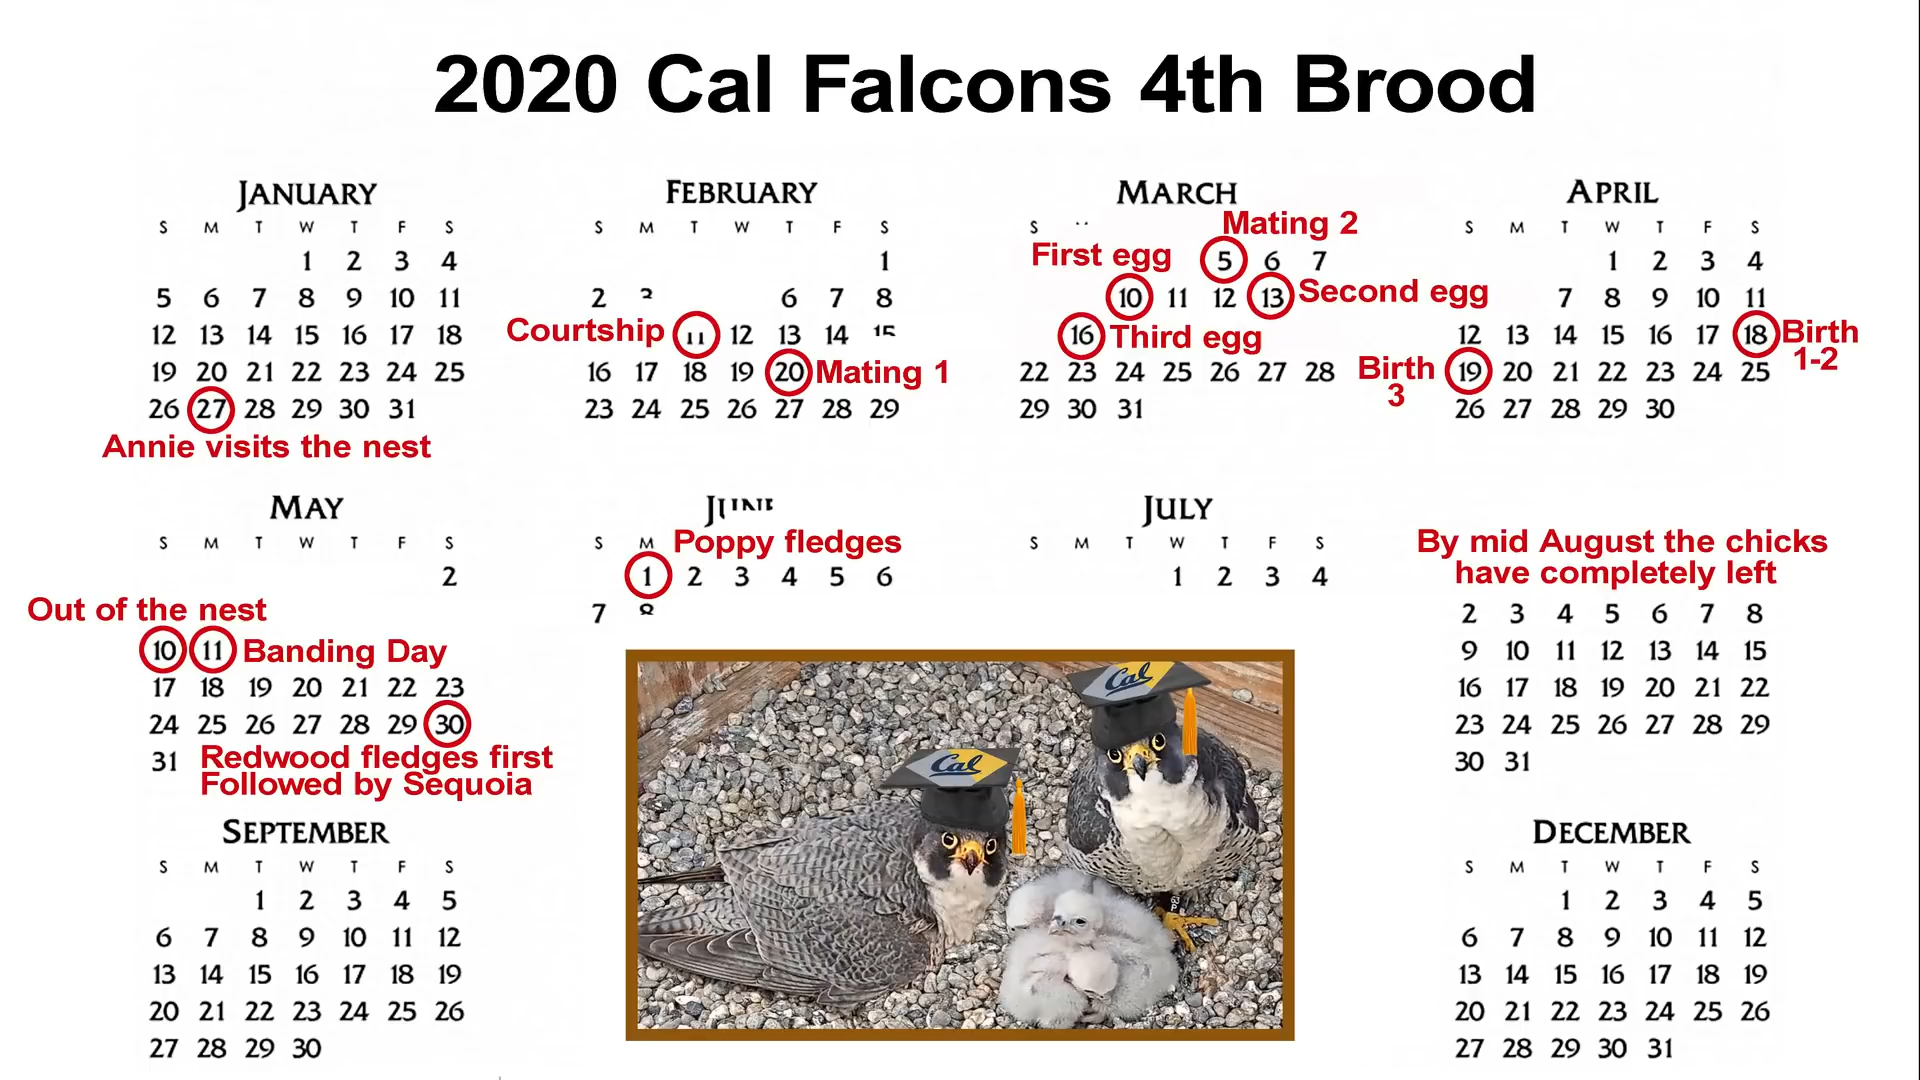 2020 Cal Falcons 4th Brood
JANUARY FEBRUARY MARCH APRIL
S M T W T F S S M T W T F S S S M T W T F S
Mating 2
1 2 3 4 1 First egg 5 6 7 1 2 3 4
5 6 7 8 9 10 11 2 6 7 8 10 11 12 13 Second egg 7 8 9 10 11
12 13 14 15 16 17 18 Courtship 11 12 13 14 15 16 Third egg 12 13 14 15 16 17 18 Birth
1-2
19 20 21 22 23 24 25 16 17 18 19 20 Mating 1 22 23 24 25 26 27 28 Birth 19 20 21 22 23 24 25
3
26 27 28 29 30 31 23 24 25 26 27 28 29 29 30 31 26 27 28 29 30
Annie visits the nest
MAY JUNE JULY
S M T W T F S S M Poppy fledges S M T W T F S By mid August the chicks
have completely left
2 1 2 3 4 5 6 1 2 3 4
Out of the nest 7 8 2 3 4 5 6 7 8
10 11 Banding Day 9 10 11 12 13 14 15
17 18 19 20 21 22 23 16 17 18 19 20 21 22
24 25 26 27 28 29 30 23 24 25 26 27 28 29
31 Redwood fledges first 30 31
Followed by Sequoia
Cal
Cal
SEPTEMBER DECEMBER
S M T W T F S S M T W T F S
1 2 3 4 5 1 2 3 4 5
6 7 8 9 10 11 12 6 7 8 9 10 11 12
13 14 15 16 17 18 19 13 14 15 16 17 18 19
20 21 22 23 24 25 26 20 21 22 23 24 25 26
27 28 29 30 27 28 29 30 31